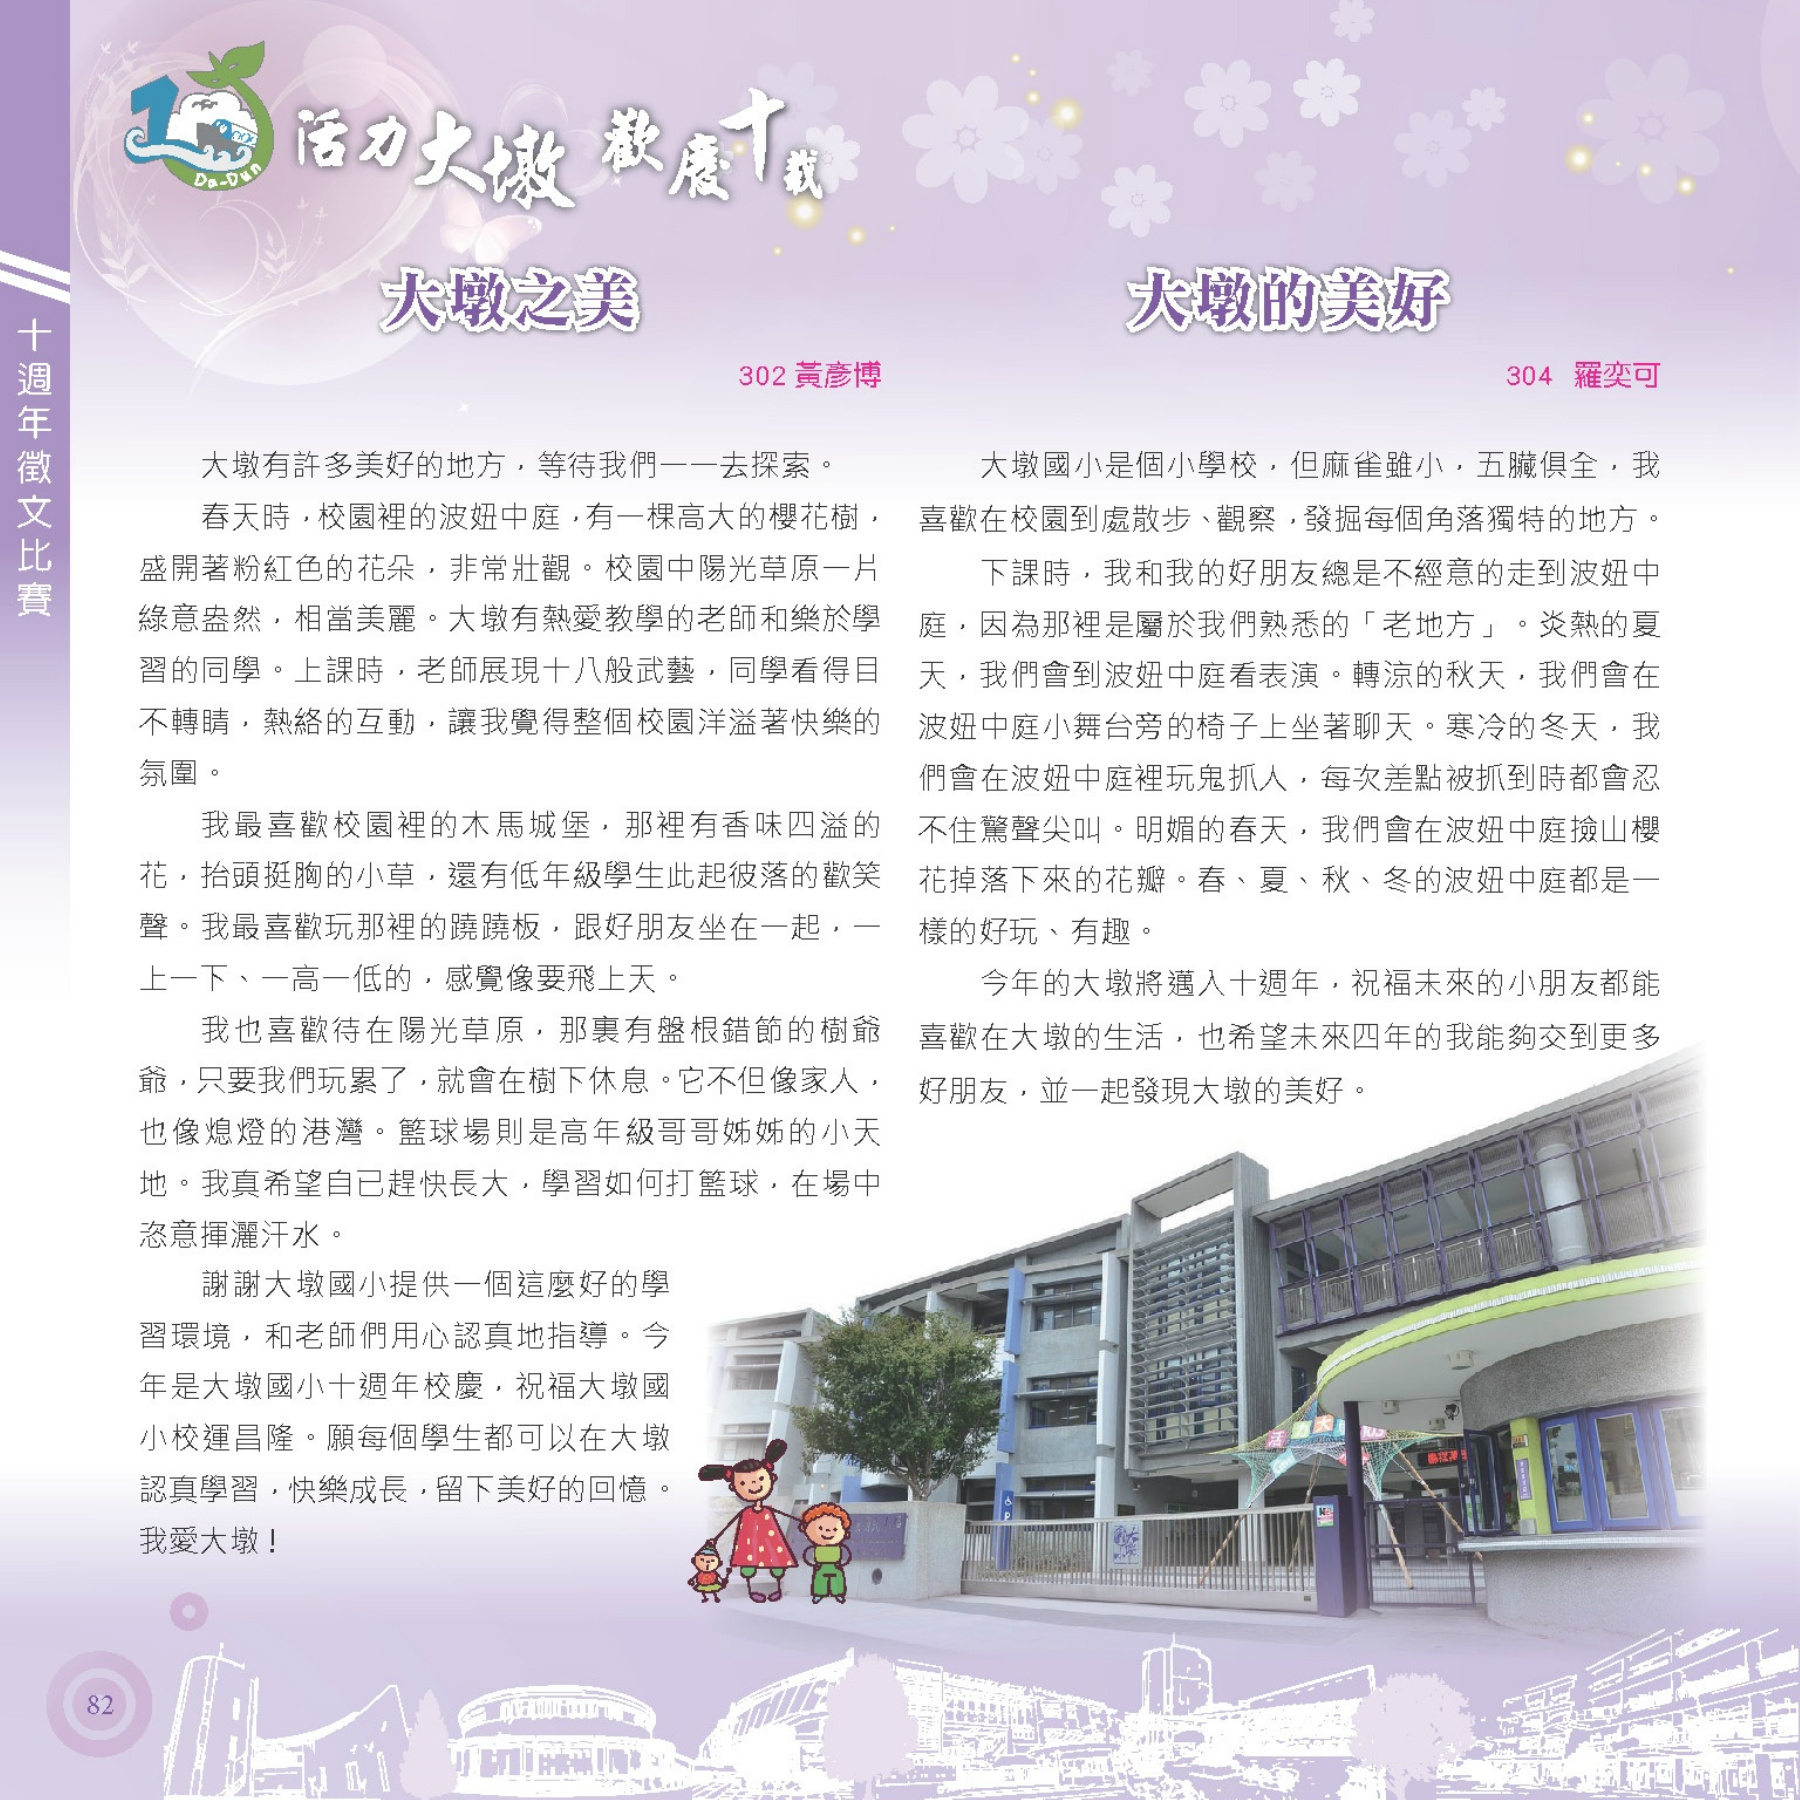 Da-Dun
活力大墩 歡慶十載
十週年徵文比賽
大墩之美
302 黃彥博
大墩有許多美好的地方，等待我們一一去探索。
春天時，校園裡的波妞中庭，有一棵高大的櫻花樹，
盛開著粉紅色的花朵，非常壯觀。校園中陽光草原一片
綠意盎然，相當美麗。大墩有熱愛教學的老師和樂於學
習的同學。上課時，老師展現十八般武藝，同學看得目
不轉睛，熱絡的互動，讓我覺得整個校園洋溢著快樂的
氛圍。
我最喜歡校園裡的木馬城堡，那裡有香味四溢的
花，抬頭挺胸的小草，還有低年級學生此起彼落的歡笑
聲。我最喜歡玩那裡的蹺蹺板，跟好朋友坐在一起，一
上一下、一高一低的，感覺像要飛上天。
我也喜歡待在陽光草原，那裏有盤根錯節的樹爺
爺，只要我們玩累了，就會在樹下休息。它不但像家人，
也像熄燈的港灣。籃球場則是高年級哥哥姊姊的小天
地。我真希望自已趕快長大，學習如何打籃球，在場中
恣意揮灑汗水。
謝謝大墩國小提供一個這麼好的學
習環境，和老師們用心認真地指導。今
年是大墩國小十週年校慶，祝福大墩國
小校運昌隆。願每個學生都可以在大墩
認真學習，快樂成長，留下美好的回憶。
我愛大墩！
大墩的美好
304 羅奕可
大墩國小是個小學校，但麻雀雖小，五臟俱全，我
喜歡在校園到處散步、觀察，發掘每個角落獨特的地方。
下課時，我和我的好朋友總是不經意的走到波妞中
庭，因為那裡是屬於我們熟悉的「老地方」。炎熱的夏
天，我們會到波妞中庭看表演。轉涼的秋天，我們會在
波妞中庭小舞台旁的椅子上坐著聊天。寒冷的冬天，我
們會在波妞中庭裡玩鬼抓人，每次差點被抓到時都會忍
不住驚聲尖叫。明媚的春天，我們會在波妞中庭撿山櫻
花掉落下來的花瓣。春、夏、秋、冬的波妞中庭都是一
樣的好玩、有趣。
今年的大墩將邁入十週年，祝福未來的小朋友都能
喜歡在大墩的生活，也希望未來四年的我能夠交到更多
好朋友，並一起發現大墩的美好。
活力大
103
82